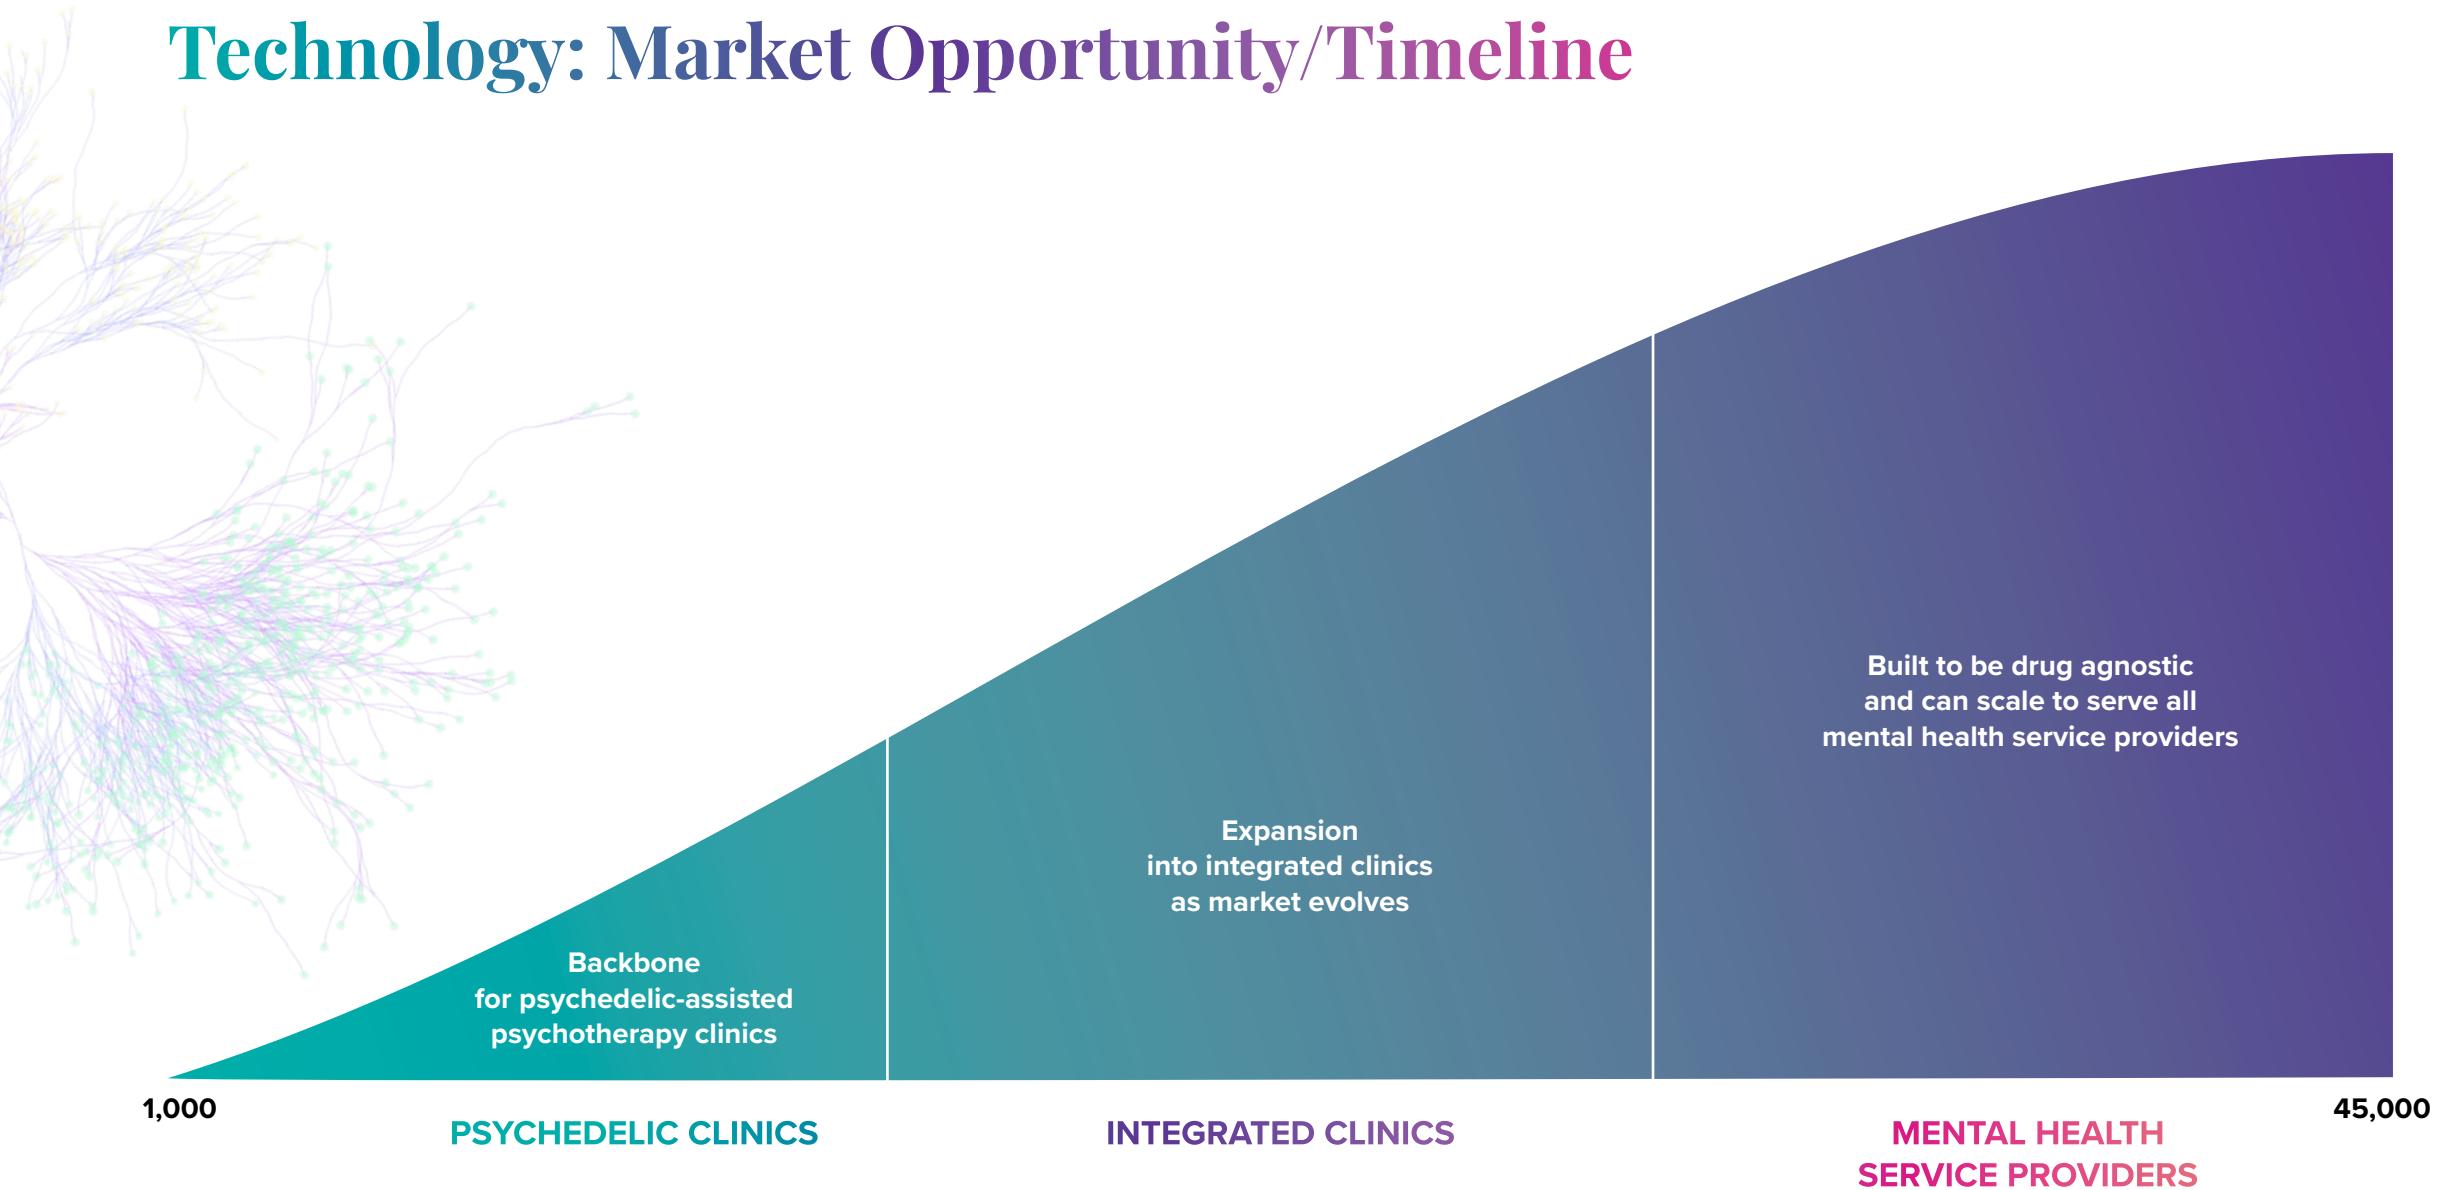 Technology: Market Opportunity/Timeline
Built to be drug agnostic
and can scale to serve all
mental health service providers
Expansion
into integrated clinics
as market evolves
Backbone
for psychedelic-assisted
psychotherapy clinics
1,000
45,000
PSYCHEDELIC CLINICS
INTEGRATED CLINICS
MENTAL HEALTH
SERVICE PROVIDERS